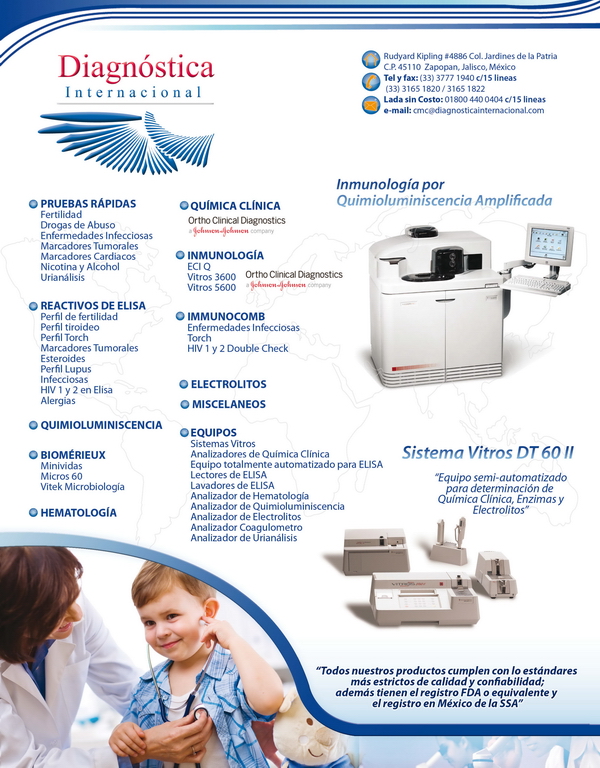 Diagnóstica
Internacional
Rudyard Kipling #4886 Col. Jardines de la Patria
C.P. 45110 Zapopan, Jalisco, México
Tel y fax: (33) 3777 1940 c/15 lineas
(33) 3165 1820 / 3165 1822
Lada sin Costo: 01800 440 0404 c/15 lineas
e-mail: cmc@diagnosticainternacional.com
PRUEBAS RÁPIDAS
Fertilidad
Drogas de Abuso
Enfermedades Infecciosas
Marcadores Tumorales
Marcadores Cardiacos
Nicotina y Alcohol
Urianálisis
REACTIVOS DE ELISA
Perfil de fertilidad
Perfil tiroideo
Perfil Torch
Marcadores Tumorales
Esteroides
Perfil Lupus
Infecciosas
HIV 1 y 2 en Elisa
Alergias
QUIMIOLUMINISCENCIA
BIOMÉRIEUX
Minividas
Micros 60
Vitek Microbiología
HEMATOLOGÍA
QUÍMICA CLÍNICA
Ortho Clinical Diagnostics
a Johnson&Johnson company
INMUNOLOGÍA
ECI Q
Vitros 3600
Vitros 5600
Ortho Clinical Diagnostics
a Johnson&Johnson company
IMMUNOCOMB
Enfermedades Infecciosas
Torch
HIV 1 y 2 Double Check
ELECTROLITOS
MISCELANEOS
EQUIPOS
Sistemas Vitros
Analizadores de Química Clínica
Equipo totalmente automatizado para ELISA
Lectores de ELISA
Lavadores de ELISA
Analizador de Hematología
Analizador de Quimioluminiscencia
Analizador de Electrolitos
Analizador Coagulometro
Analizador de Urianálisis
Inmunología por
Quimioluminiscencia Amplificada
Sistema Vitros DT 60 II
“Equipo semi-automatizado
para determinación de
Química Clínica, Enzimas y
Electrolitos”
“Todos nuestros productos cumplen con lo estándares
más estrictos de calidad y confiabilidad;
además tienen el registro FDA o equivalente y
el registro en México de la SSA”